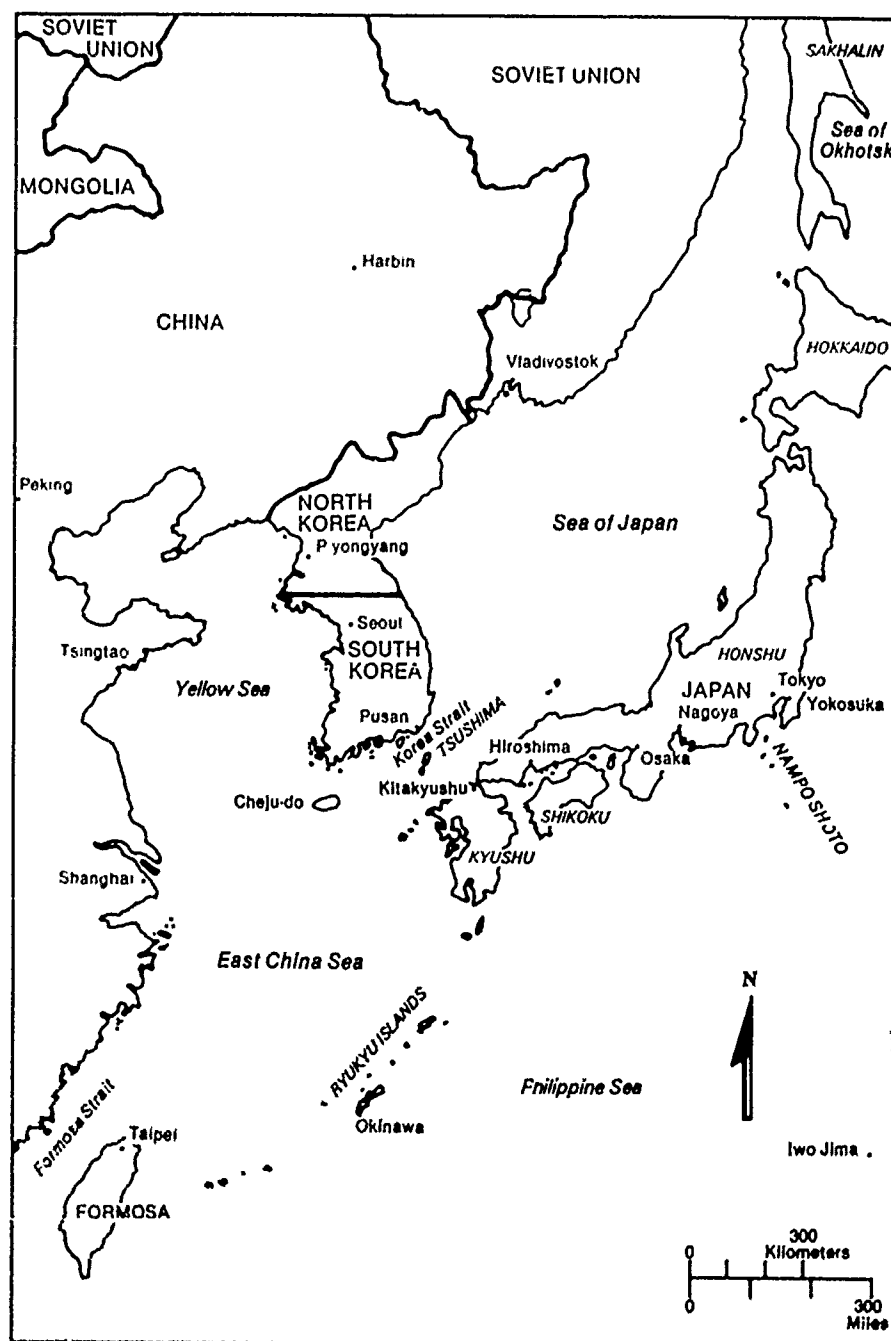 SOVIET
UNION
SOVIET UNION
SAKHALIN
Sea of
Okhotsk
MONGOLIA
Harbin
CHINA
HOKKAIDO
Vladivostok
Peking
NORTH
KOREA
Sea of Japan
P yongyang
Seoul
SOUTH
KOREA
Tsingtao
HONSHU
Yellow Sea
JAPAN
Tokyo
Nagoya
Yokosuka
Pusan
Korea Strait
TSUSHIMA
Hiroshima
Osaka
NAMPO SHOTO
Kitakyushu
Cheju-do
SHIKOKU
KYUSHU
Shanghai
East China Sea
N
RYUKYU ISLANDS
Fnilippine Sea
Okinawa
Formosa Strait
Taipei
Iwo Jima
FORMOSA
0
300
Kilometers
0
300
Miles